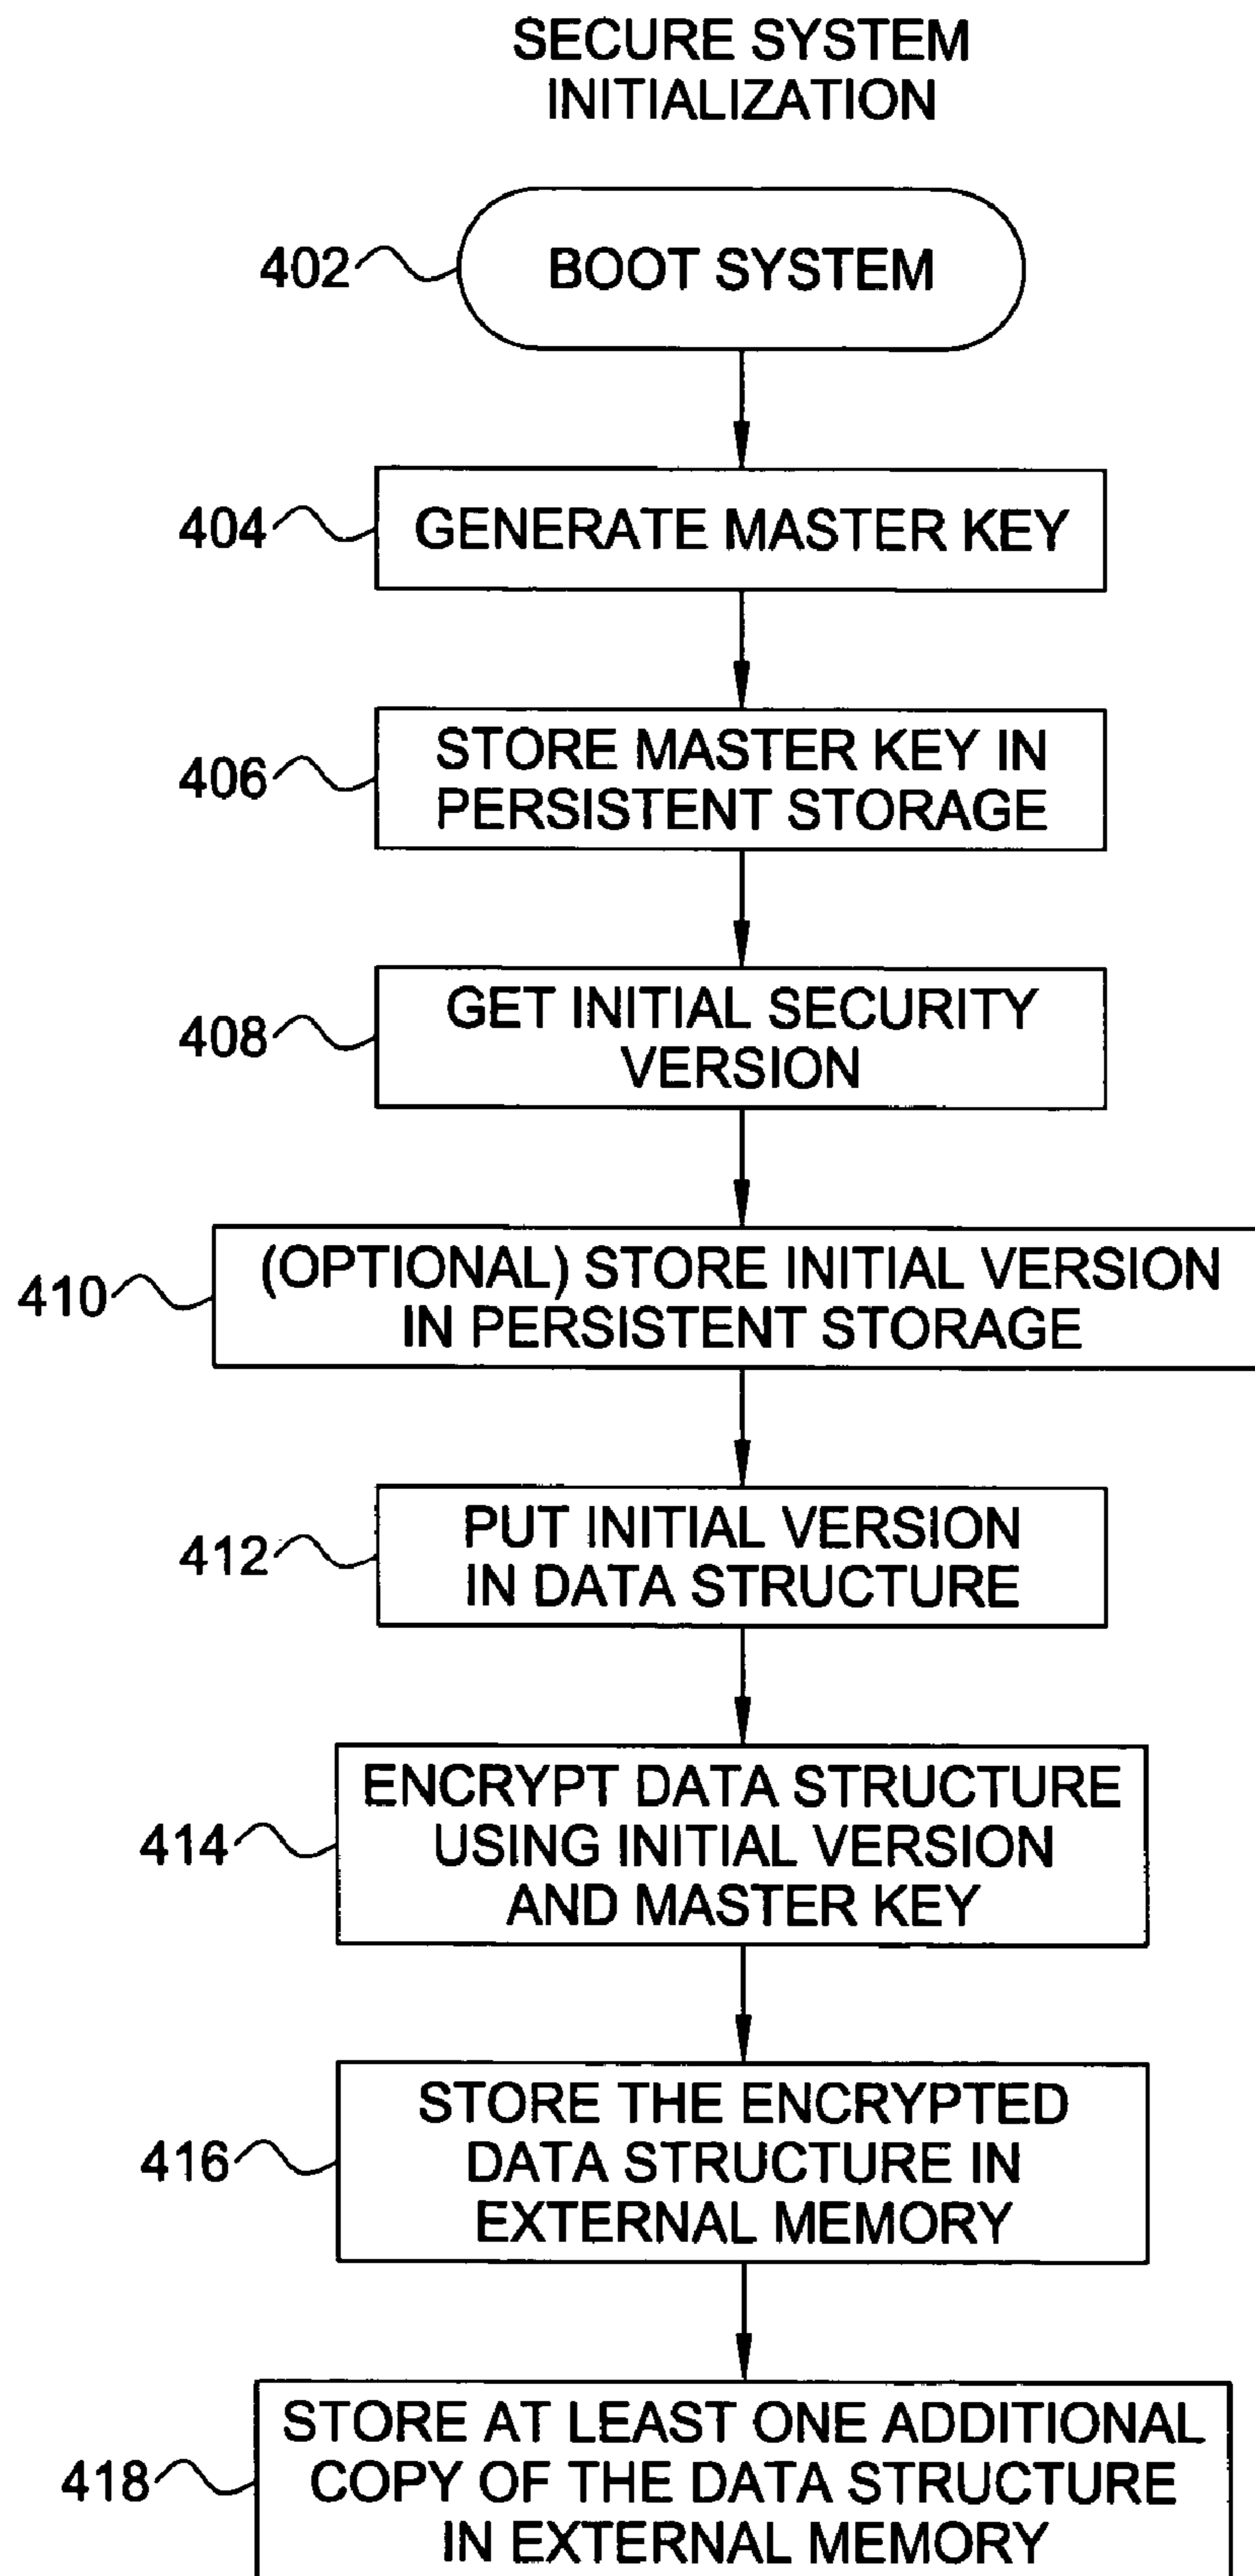 SECURE SYSTEM
INITIALIZATION
402
BOOT SYSTEM
404
GENERATE MASTER KEY
406
STORE MASTER KEY IN
PERSISTENT STORAGE
408
GET INITIAL SECURITY
VERSION
410
(OPTIONAL) STORE INITIAL VERSION
IN PERSISTENT STORAGE
412
PUT INITIAL VERSION
IN DATA STRUCTURE
414
ENCRYPT DATA STRUCTURE
USING INITIAL VERSION
AND MASTER KEY
416
STORE THE ENCRYPTED
DATA STRUCTURE IN
EXTERNAL MEMORY
418
STORE AT LEAST ONE ADDITIONAL
COPY OF THE DATA STRUCTURE
IN EXTERNAL MEMORY